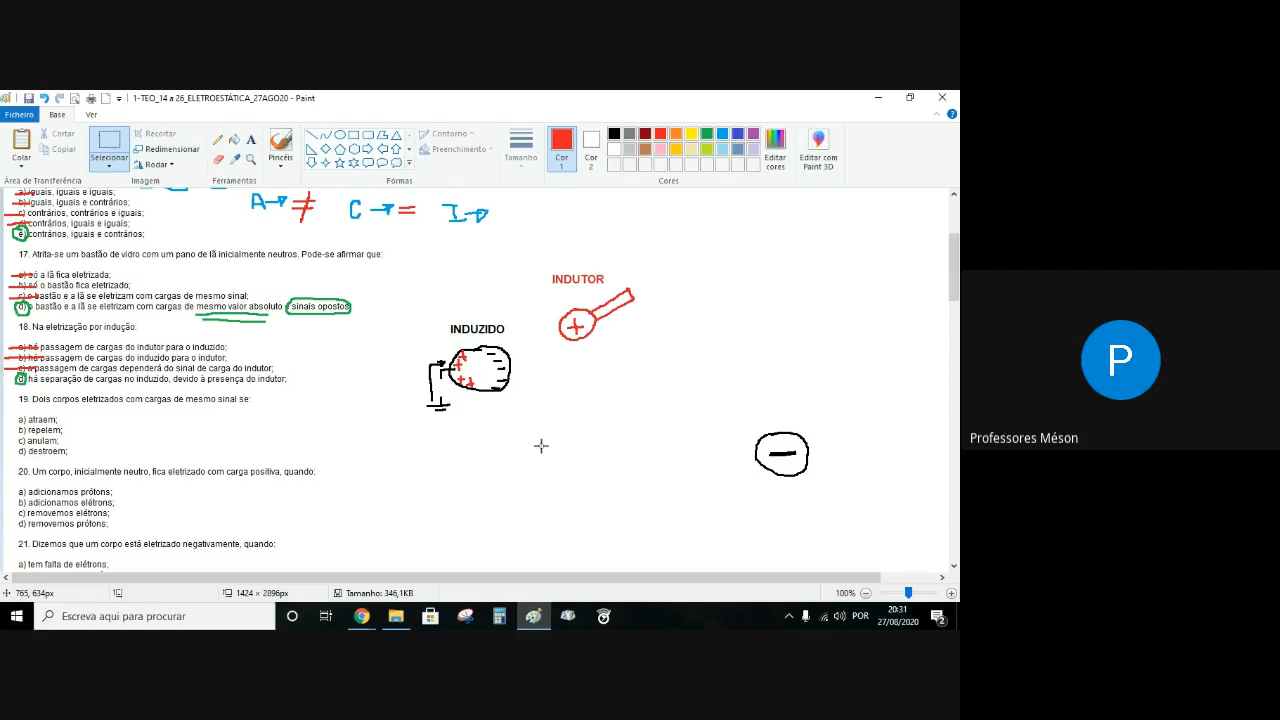 1-TEO_14 a 26_ELETROESTÁTICA_27AGO20 - Paint
Ficheiro Base Ver
Colar
Cortar
Copiar
Área de Transferência
Selecionar
Recortar
Redimensionar
Rodar
Imagem
A
Ferramentas
Pincéis
Contorno
Preenchimento
Formas
Tamanho
Cor 1
Cor 2
Editar cores
Editar com Paint 3D
Cores
a) iguais, iguais e iguais;
b) iguais, iguais e contrários;
c) contrários, contrários e iguais;
d) contrários, iguais e iguais;
e) contrários, iguais e contrários;
A → ≠ C → = I →
17. Atrita-se um bastão de vidro com um pano de lã inicialmente neutros. Pode-se afirmar que:
a) só a lã fica eletrizada;
b) só o bastão fica eletrizado;
c) o bastão e a lã se eletrizam com cargas de mesmo sinal;
d) o bastão e a lã se eletrizam com cargas de mesmo valor absoluto e sinais opostos.
18. Na eletrização por indução:
a) há passagem de cargas do indutor para o induzido;
b) há passagem de cargas do induzido para o indutor;
c) a passagem de cargas dependerá do sinal de carga do indutor;
d) há separação de cargas no induzido, devido à presença do indutor;
INDUTOR
+
INDUZIDO
+
+
+ +
−
19. Dois corpos eletrizados com cargas de mesmo sinal se:
a) atraem;
b) repelem;
c) anulam;
d) destroem;
20. Um corpo, inicialmente neutro, fica eletrizado com carga positiva, quando:
a) adicionamos prótons;
b) adicionamos elétrons;
c) removemos elétrons;
d) removemos prótons;
21. Dizemos que um corpo está eletrizado negativamente, quando:
a) tem falta de elétrons;
765, 634px
1424 × 2896px
Tamanho: 346,1KB
100%
Escreva aqui para procurar
POR
20:31
27/08/2020
2
P
Professores Méson